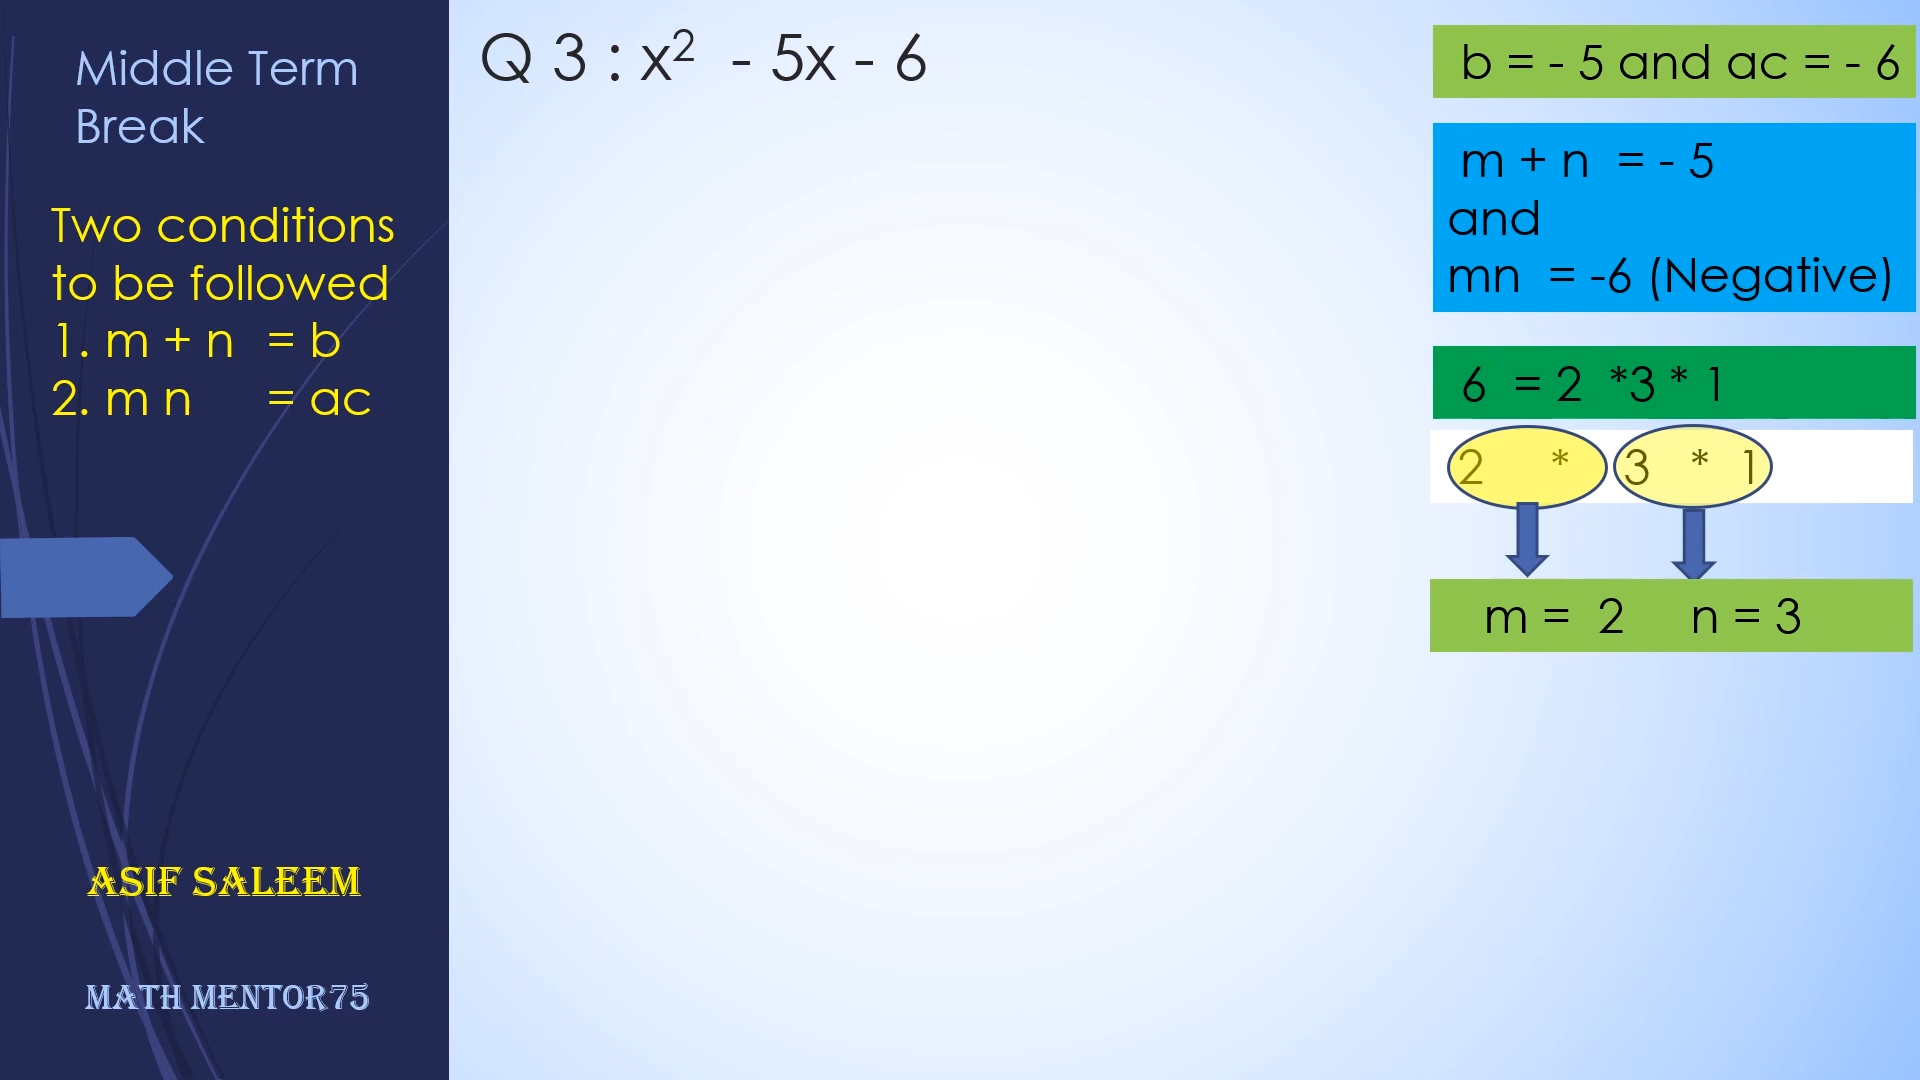 Middle Term
Break
Two conditions
to be followed
1. m + n = b
2. m n = ac
ASIF SALEEM
MATH MENTOR75
Q 3 : x² - 5x - 6
b = - 5 and ac = - 6
m + n = - 5
and
mn = -6 (Negative)
6 = 2 *3 * 1
2 * 3 * 1
m = 2 n = 3